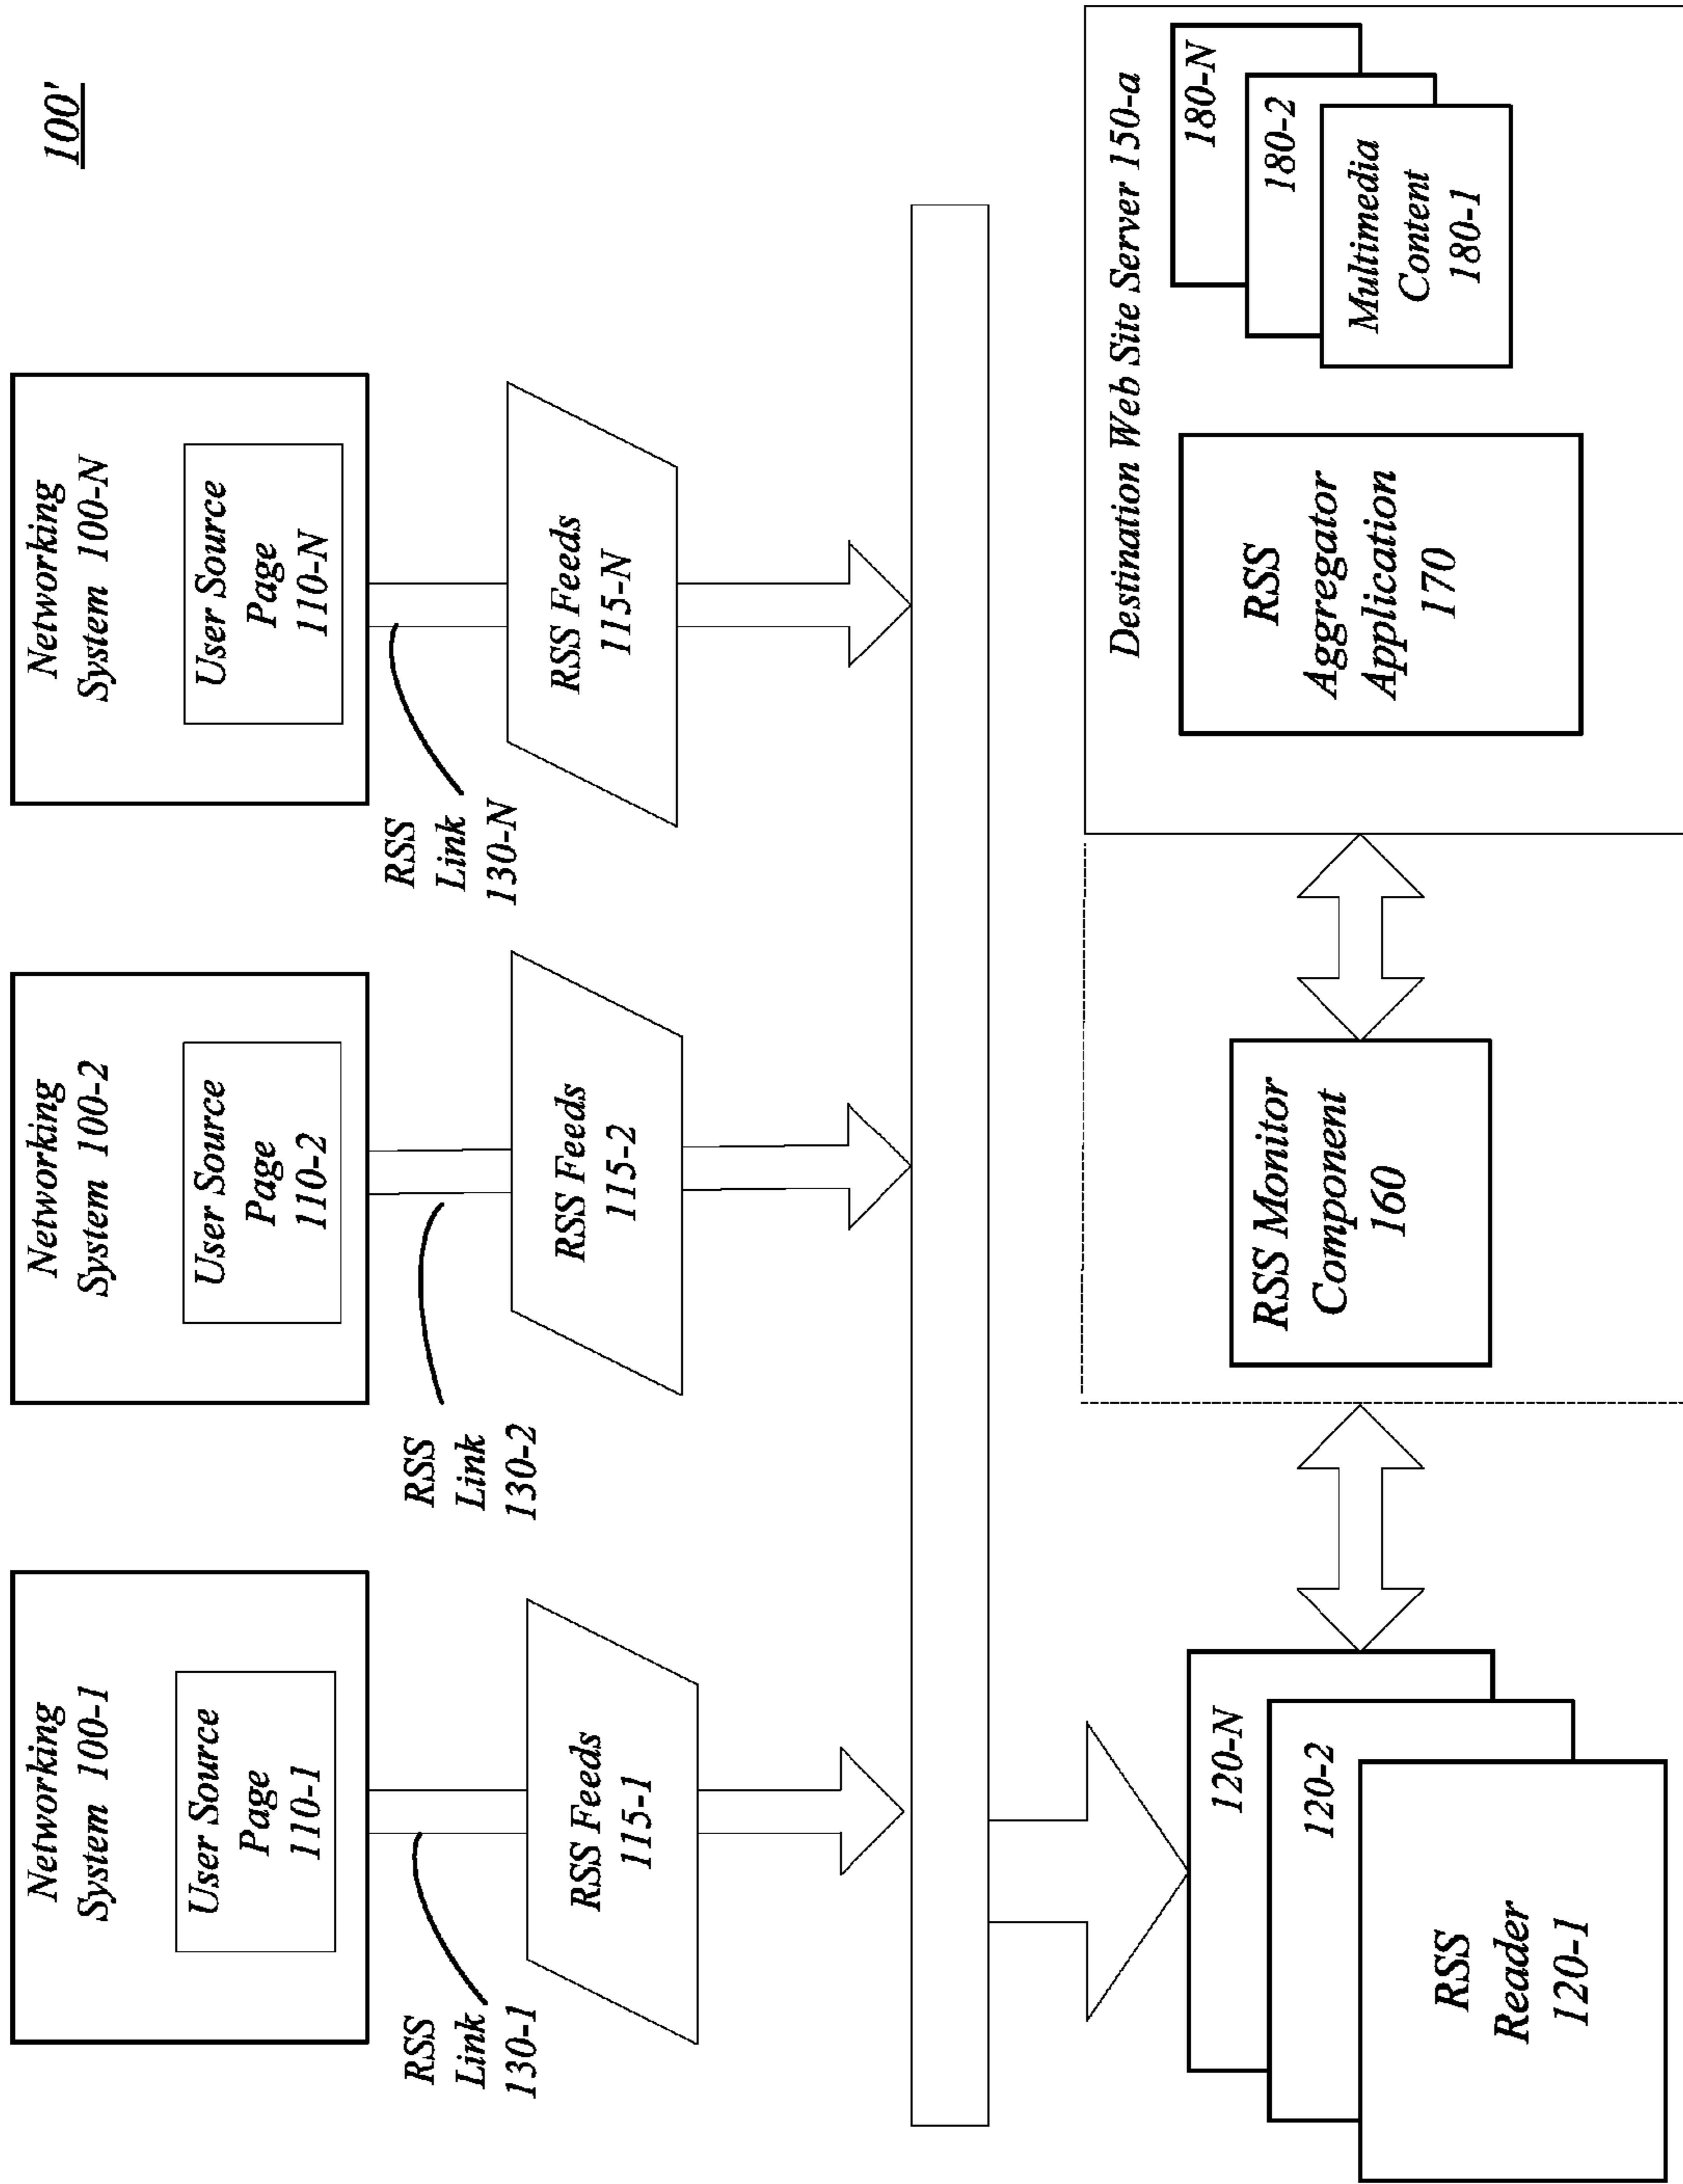 100'
Networking
System 100-1
User Source
Page
110-1
Networking
System 100-2
User Source
Page
110-2
Networking
System 100-N
User Source
Page
110-N
RSS
Link
130-1
RSS
Link
130-2
RSS
Link
130-N
RSS Feeds
115-1
RSS Feeds
115-2
RSS Feeds
115-N
120-N
120-2
RSS
Reader
120-1
RSS Monitor
Component
160
Destination Web Site Server 150-a
RSS
Aggregator
Application
170
180-N
180-2
Multimedia
Content
180-1